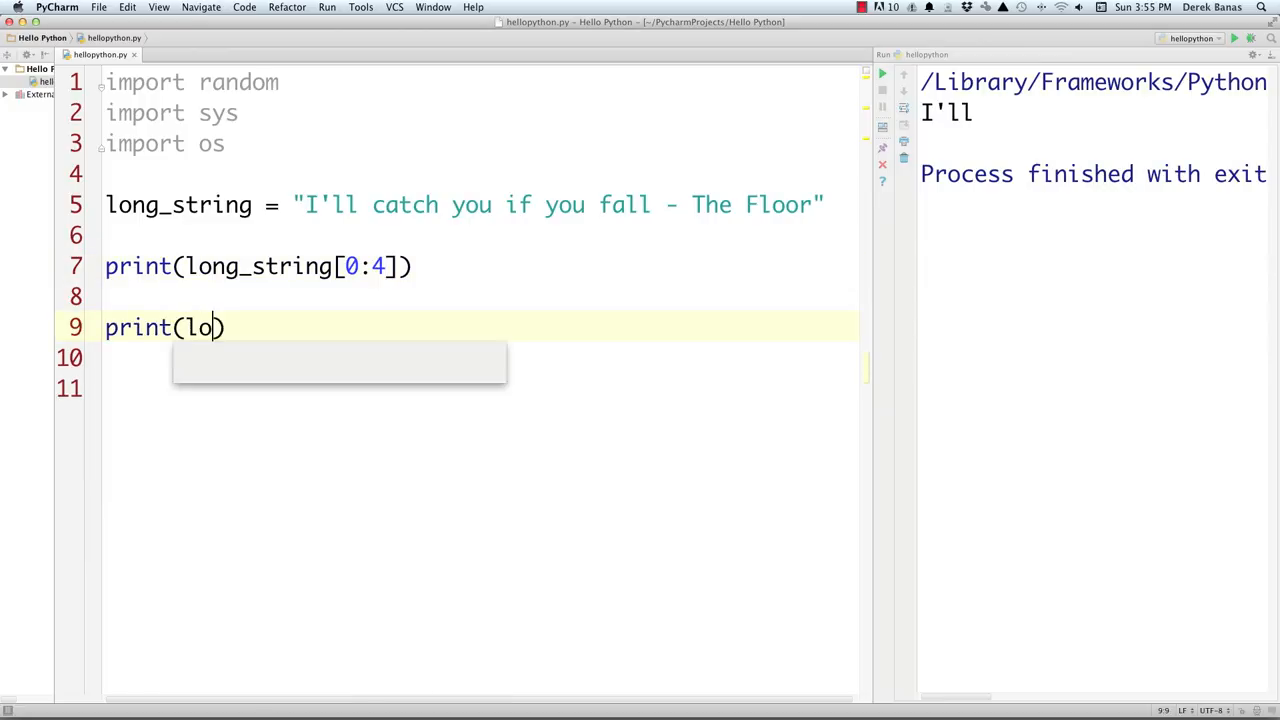 PyCharm File Edit View Navigate Code Refactor Run Tools VCS Window Help 10 Sun 3:55 PM Derek Banas
hellopython.py – Hello Python – [~/PycharmProjects/Hello Python]
Hello Python hellopython.py hellopython
hellopython.py Run hellopython
Hello P
hello
Externa
1 import random
2 import sys
3 import os
4
5 long_string = "I'll catch you if you fall - The Floor"
6
7 print(long_string[0:4])
8
9 print(lo)
10
11
/Library/Frameworks/Python
I'll
Process finished with exit
9:9 LF UTF-8